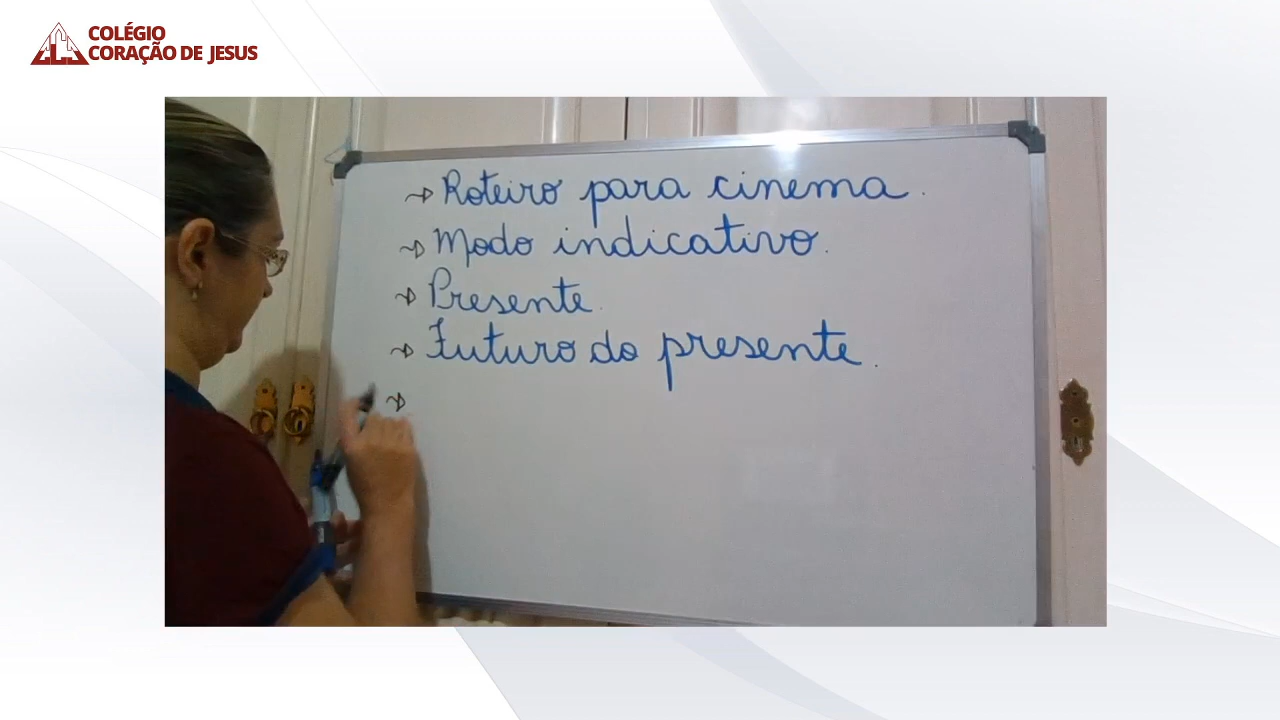 COLÉGIO
CORAÇÃO DE JESUS
→ Roteiro para cinema.
→ Modo indicativo.
→ Presente.
→ Futuro do presente.
→